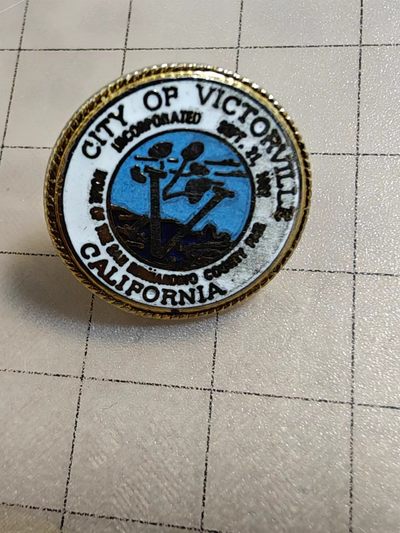 CITY OF VICTORVILLE
INCORPORATED SEPT. 21, 1962
HOME OF THE SAN BERNARDINO COUNTY FAIR
CALIFORNIA